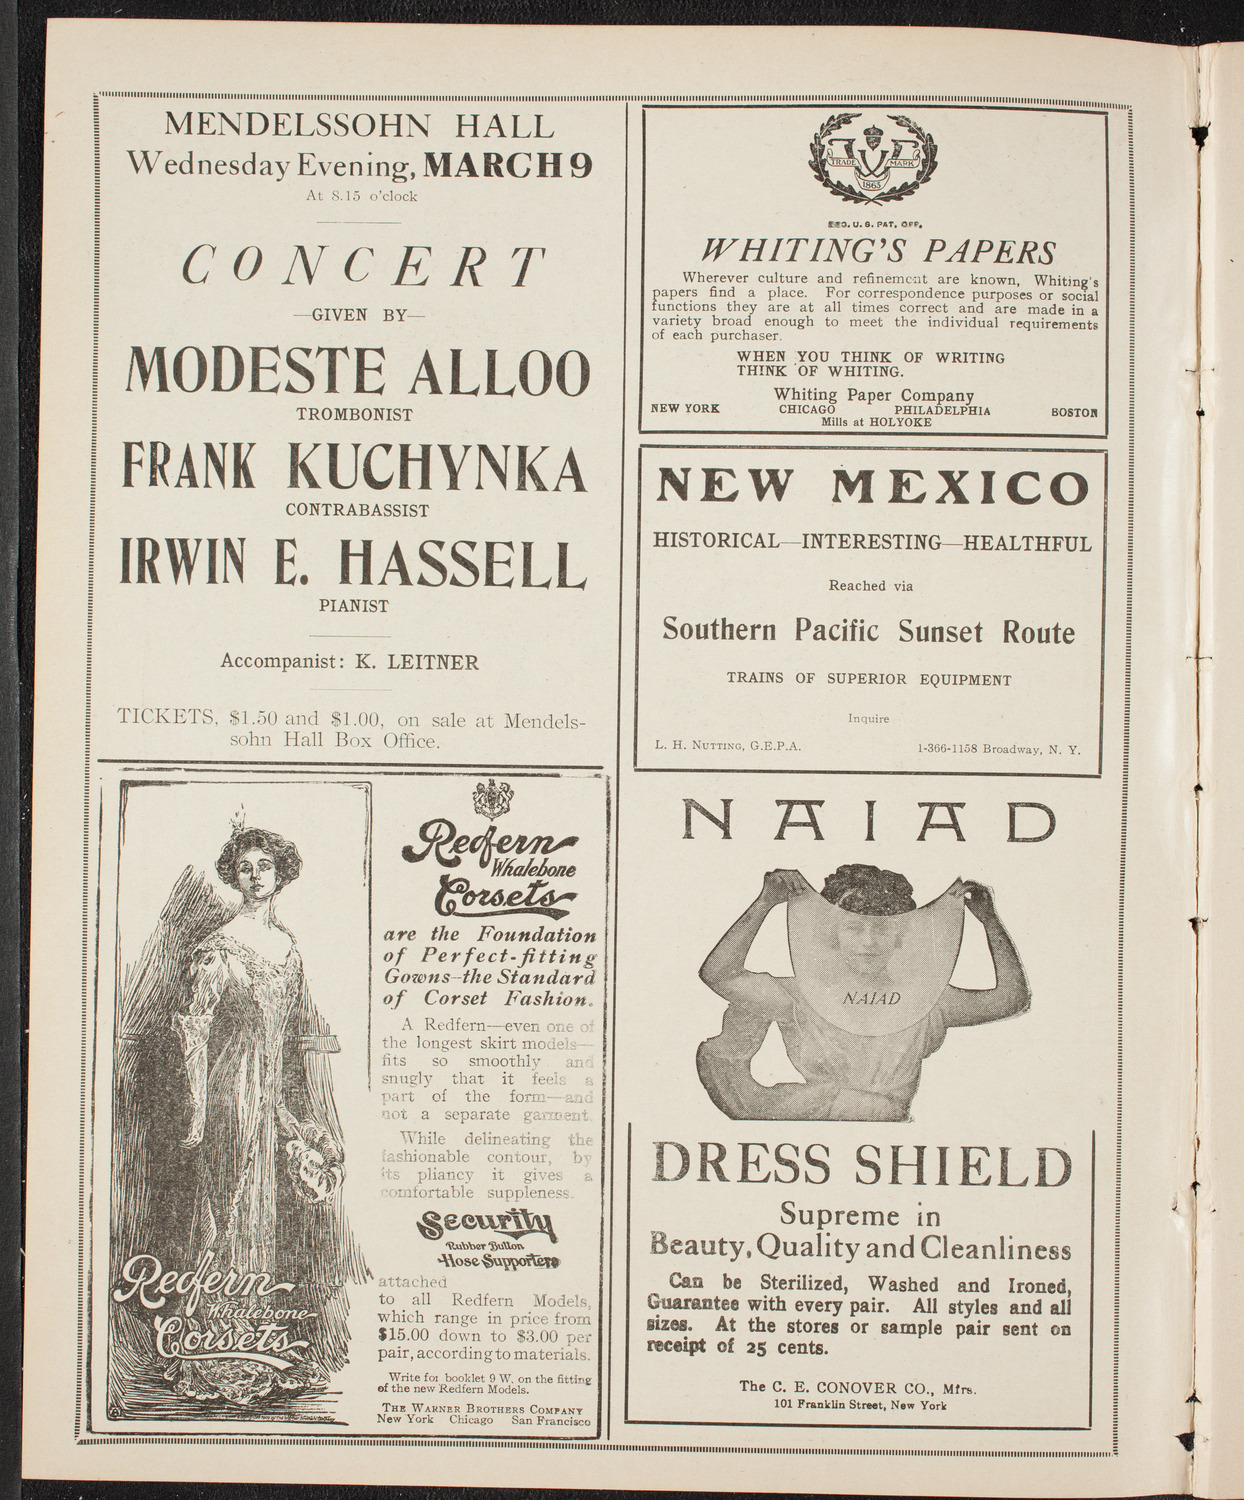 MENDELSSOHN HALL
Wednesday Evening, MARCH 9
At 8.15 o'clock
CONCERT
—GIVEN BY—
MODESTE ALLOO
TROMBONIST
FRANK KUCHYNKA
CONTRABASSIST
IRWIN E. HASSELL
PIANIST
Accompanist: K. LEITNER
TICKETS, $1.50 and $1.00, on sale at Mendels-
sohn Hall Box Office.
Redfern
Whalebone
Corsets
Redfern
Whalebone
Corsets
are the Foundation
of Perfect-fitting
Gowns—the Standard
of Corset Fashion.
A Redfern—even one of
the longest skirt models—
fits so smoothly and
snugly that it feels a
part of the form—and
not a separate garment.
While delineating the
fashionable contour, by
its pliancy it gives a
comfortable suppleness.
Security
Rubber Button
Hose Supporters
attached
to all Redfern Models,
which range in price from
$15.00 down to $3.00 per
pair, according to materials.
Write for booklet 9 W. on the fitting
of the new Redfern Models.
THE WARNER BROTHERS COMPANY
New York Chicago San Francisco
TRADE MARK
1865
REG. U. S. PAT. OFF.
WHITING'S PAPERS
Wherever culture and refinement are known, Whiting's
papers find a place. For correspondence purposes or social
functions they are at all times correct and are made in a
variety broad enough to meet the individual requirements
of each purchaser.
WHEN YOU THINK OF WRITING
THINK OF WHITING.
Whiting Paper Company
NEW YORK CHICAGO PHILADELPHIA BOSTON
Mills at HOLYOKE
NEW MEXICO
HISTORICAL—INTERESTING—HEALTHFUL
Reached via
Southern Pacific Sunset Route
TRAINS OF SUPERIOR EQUIPMENT
Inquire
L. H. NUTTING, G.E.P.A. 1-366-1158 Broadway, N. Y.
NAIAD
NAIAD
DRESS SHIELD
Supreme in
Beauty, Quality and Cleanliness
Can be Sterilized, Washed and Ironed,
Guarantee with every pair. All styles and all
sizes. At the stores or sample pair sent on
receipt of 25 cents.
The C. E. CONOVER CO., Mfrs.
101 Franklin Street, New York